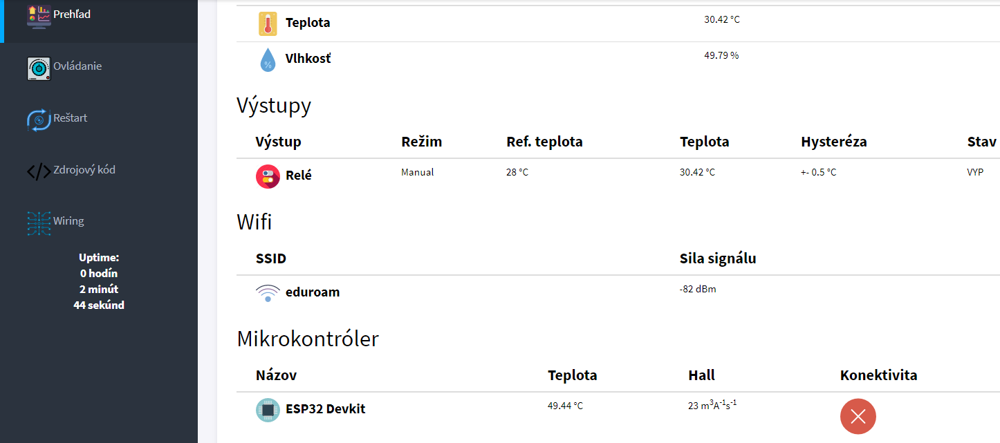 Prehľad
Ovládanie
Reštart
Zdrojový kód
Wiring
Uptime:
0 hodín
2 minút
44 sekúnd
Teplota 30.42 °C
% Vlhkosť 49.79 %
Výstupy
Výstup Režim Ref. teplota Teplota Hysteréza Stav
Relé Manual 28 °C 30.42 °C +- 0.5 °C VYP
Wifi
SSID Sila signálu
eduroam -82 dBm
Mikrokontróler
Názov Teplota Hall Konektivita
ESP32 Devkit 49.44 °C 23 m³A⁻¹s⁻¹